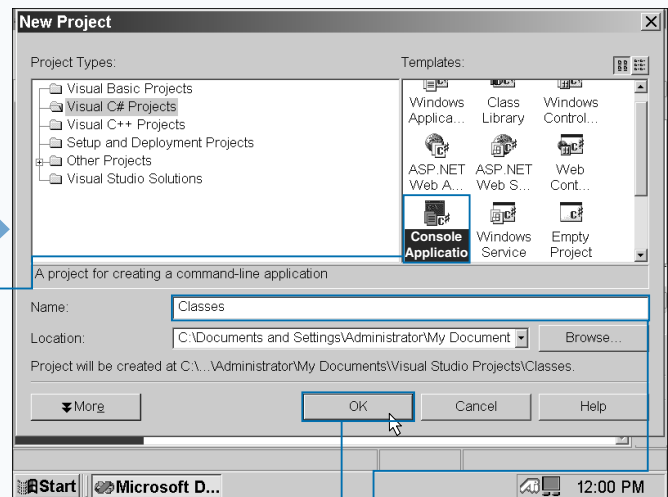 New Project
Project Types:
Templates:
Visual Basic Projects
Visual C# Projects
Visual C++ Projects
Setup and Deployment Projects
Other Projects
Visual Studio Solutions
Windows Applica...
Class Library
Windows Control...
ASP.NET Web A...
ASP.NET Web S...
Web Cont...
Console Applicatio
Windows Service
Empty Project
A project for creating a command-line application
Name:
Classes
Location:
C:\Documents and Settings\Administrator\My Document
Browse...
Project will be created at C:\...\Administrator\My Documents\Visual Studio Projects\Classes.
More
OK
Cancel
Help
Start
Microsoft D...
12:00 PM